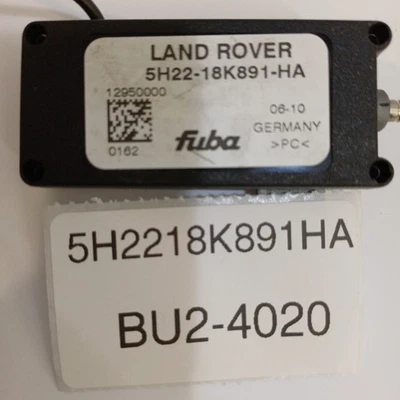 LAND ROVER
5H22-18K891-HA
12950000
06-10
GERMANY
0162
fuba
>PC<
5H2218K891HA
BU2-4020